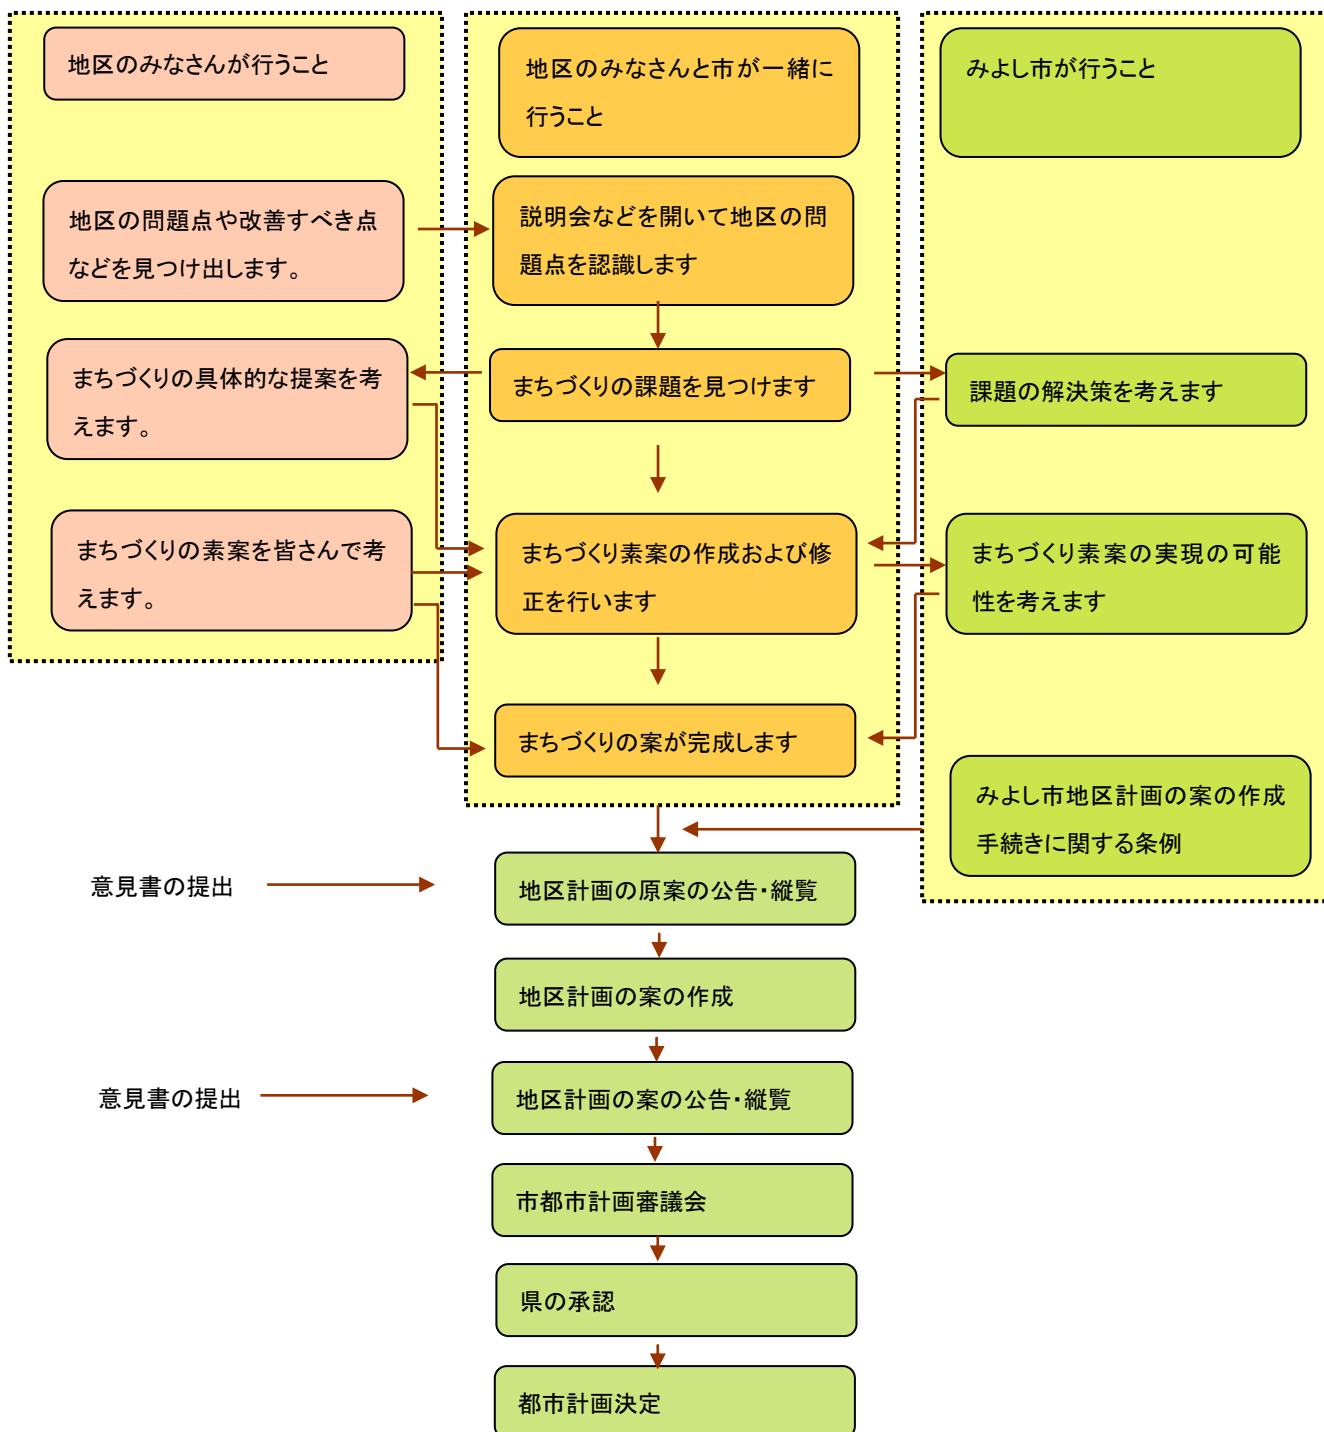 地区のみなさんが行うこと
地区のみなさんと市が一緒に
行うこと
みよし市が行うこと
地区の問題点や改善すべき点
などを見つけ出します。
説明会などを開いて地区の問
題点を認識します
まちづくりの具体的な提案を考
えます。
まちづくりの課題を見つけます
課題の解決策を考えます
まちづくりの素案を皆さんで考
えます。
まちづくり素案の作成および修
正を行います
まちづくり素案の実現の可能
性を考えます
まちづくりの案が完成します
みよし市地区計画の案の作成
手続きに関する条例
意見書の提出
地区計画の原案の公告・縦覧
地区計画の案の作成
意見書の提出
地区計画の案の公告・縦覧
市都市計画審議会
県の承認
都市計画決定